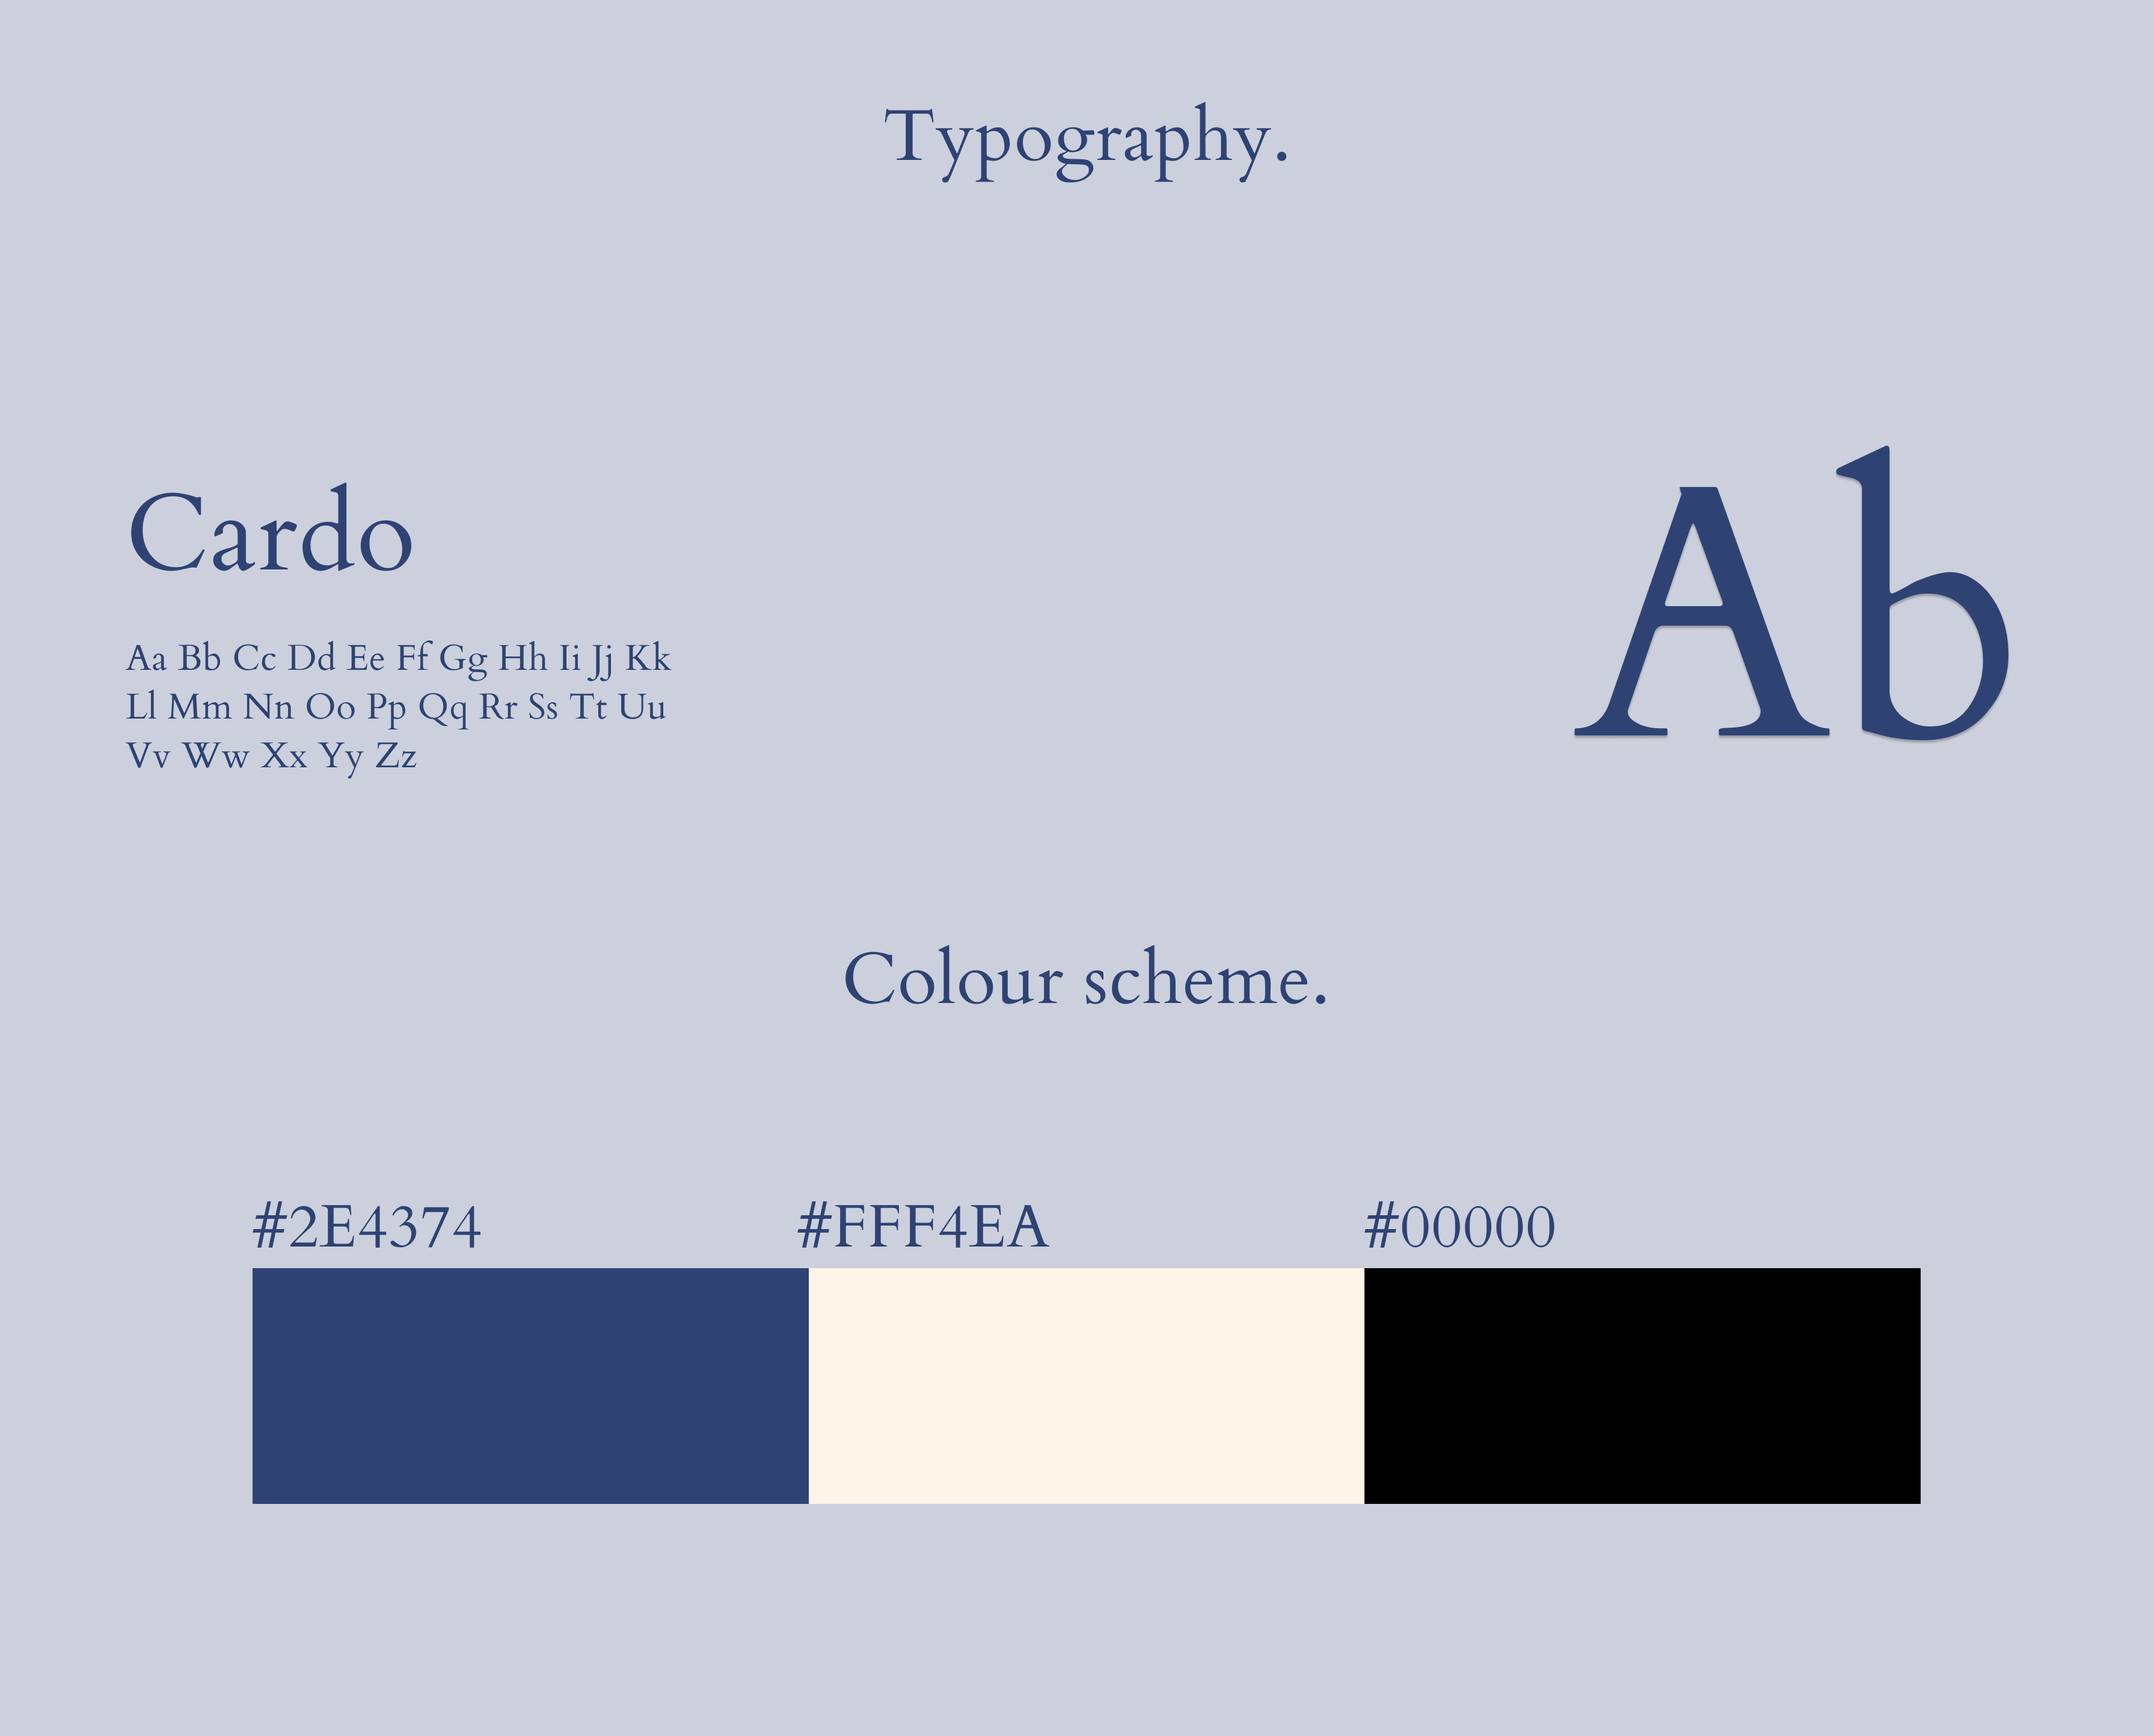 Typography.
Cardo
Ab
Aa Bb Cc Dd Ee Ff Gg Hh Ii Jj Kk
Ll Mm Nn Oo Pp Qq Rr Ss Tt Uu
Vv Ww Xx Yy Zz
Colour scheme.
#2E4374
#FFF4EA
#00000